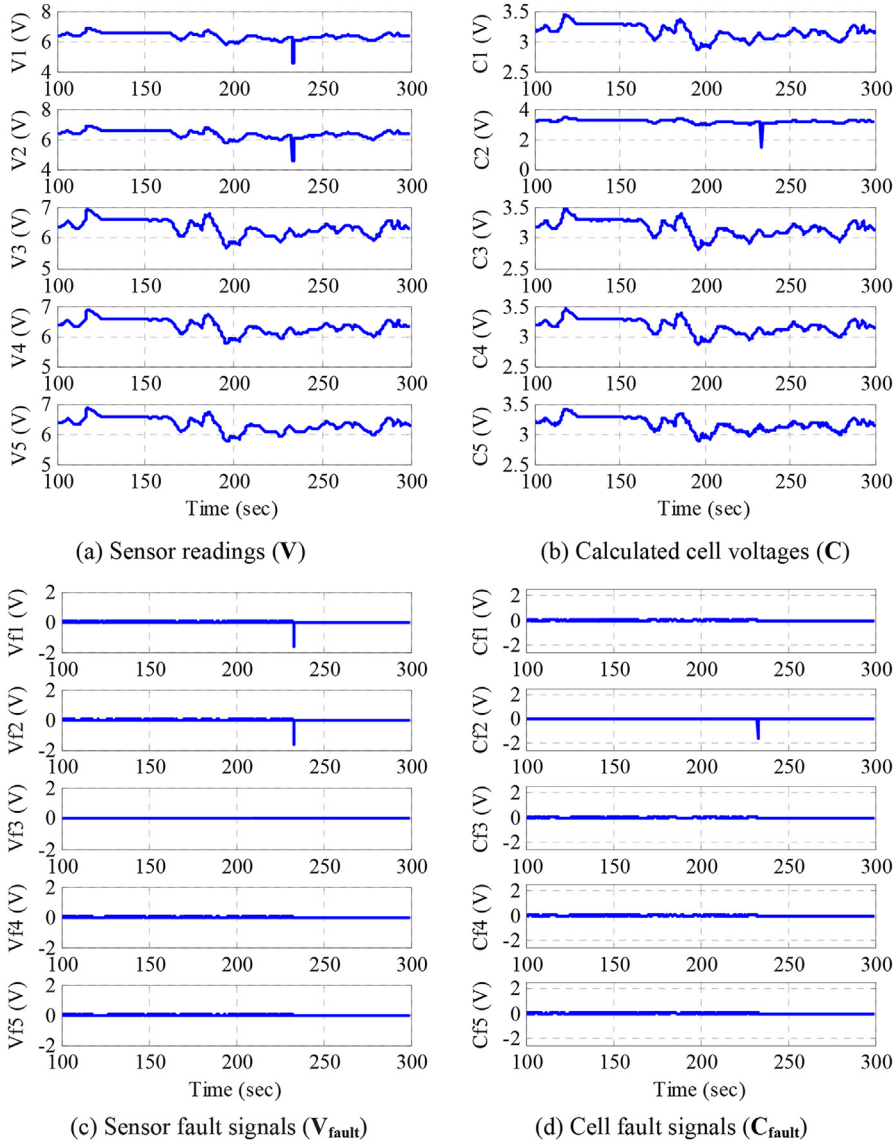 V1 (V)
8
6
4
100 150 200 250 300
V2 (V)
8
6
4
100 150 200 250 300
V3 (V)
7
6
5
100 150 200 250 300
V4 (V)
7
6
5
100 150 200 250 300
V5 (V)
7
6
5
100 150 200 250 300
Time (sec)
(a) Sensor readings (V)
C1 (V)
3.5
3
2.5
100 150 200 250 300
C2 (V)
4
2
0
100 150 200 250 300
C3 (V)
3.5
3
2.5
100 150 200 250 300
C4 (V)
3.5
3
2.5
100 150 200 250 300
C5 (V)
3.5
3
2.5
100 150 200 250 300
Time (sec)
(b) Calculated cell voltages (C)
Vf1 (V)
2
0
-2
100 150 200 250 300
Vf2 (V)
2
0
-2
100 150 200 250 300
Vf3 (V)
2
0
-2
100 150 200 250 300
Vf4 (V)
2
0
-2
100 150 200 250 300
Vf5 (V)
2
0
-2
100 150 200 250 300
Time (sec)
(c) Sensor fault signals (Vfault)
Cf1 (V)
2
0
-2
100 150 200 250 300
Cf2 (V)
2
0
-2
100 150 200 250 300
Cf3 (V)
2
0
-2
100 150 200 250 300
Cf4 (V)
2
0
-2
100 150 200 250 300
Cf5 (V)
2
0
-2
100 150 200 250 300
Time (sec)
(d) Cell fault signals (Cfault)